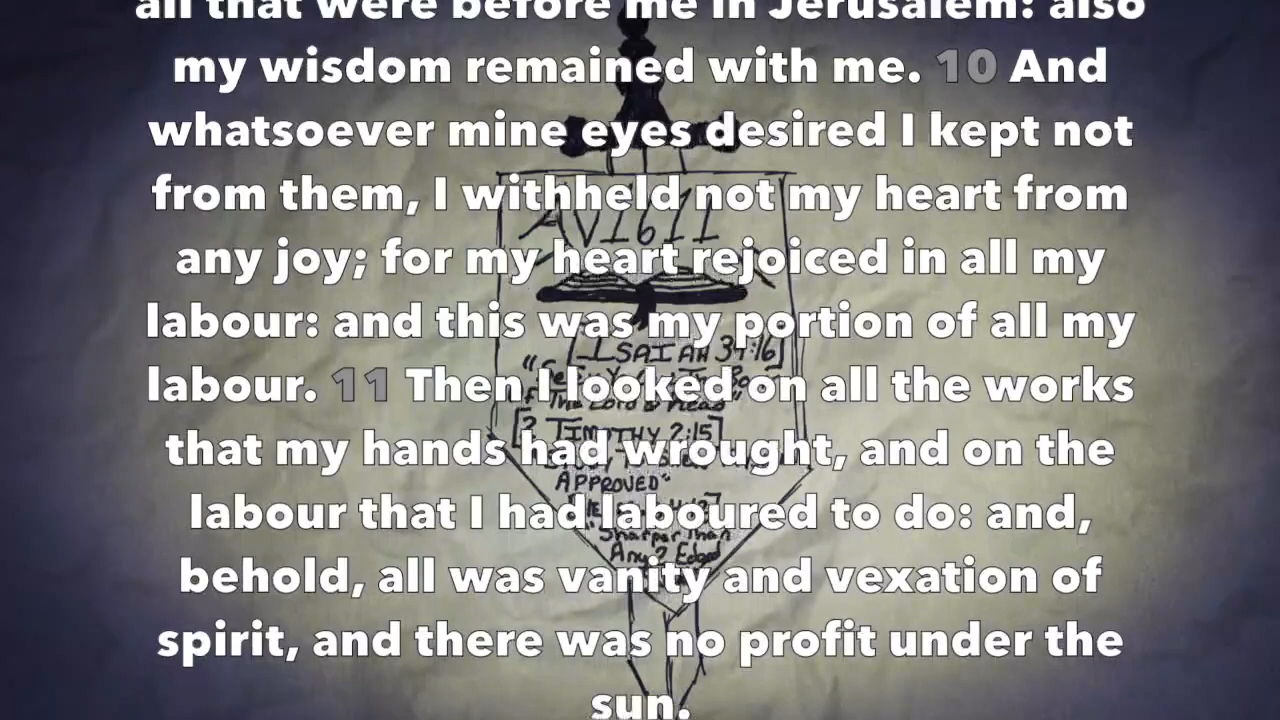 all that were before me in Jerusalem: also
my wisdom remained with me. 10 And
whatsoever mine eyes desired I kept not
from them, I withheld not my heart from
AV1611
any joy; for my heart rejoiced in all my
labour: and this was my portion of all my
[ISAIAH 34:16]
labour. 11 Then I looked on all the works
of The Lord & Read"
[2 TIMOTHY 2:15]
that my hands had wrought, and on the
APPROVED"
labour that I had laboured to do: and,
"Sharper than
Any 2 Edged
behold, all was vanity and vexation of
spirit, and there was no profit under the
sun.